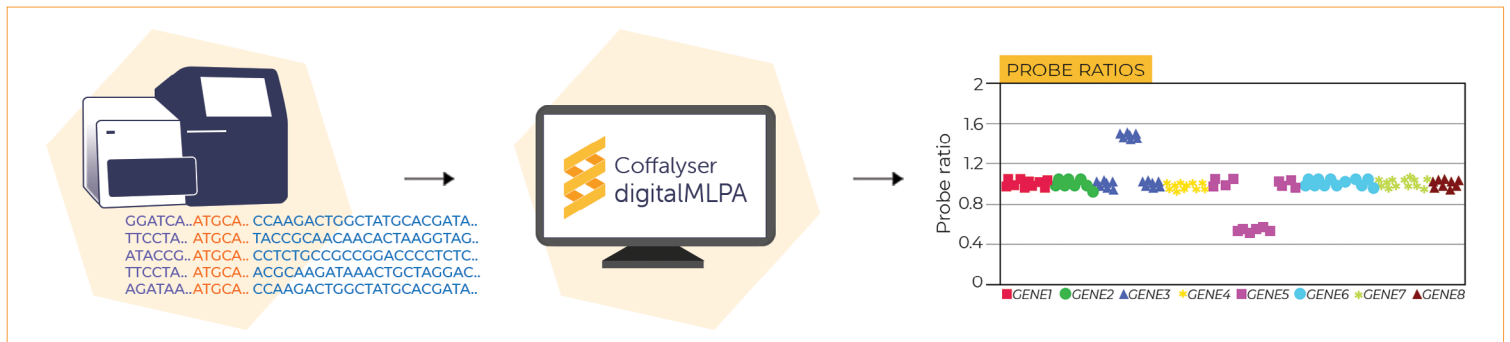 GGATCA..ATGCA.. CCAAGACTGGCTATGCACGATA..
TTCCTA.. ATGCA.. TACCGCAACAACACTAAGGTAG..
ATACCG..ATGCA.. CCTCTGCCGCCGGACCCCTCTC..
TTCCTA.. ATGCA.. ACGCAAGATAAACTGCTAGGAC..
AGATAA..ATGCA.. CCAAGACTGGCTATGCACGATA..
Coffalyser
digitalMLPA
PROBE RATIOS
Probe ratio
2
1.6
1.2
0.8
0.4
0
GENE1 GENE2 GENE3 GENE4 GENE5 GENE6 GENE7 GENE8